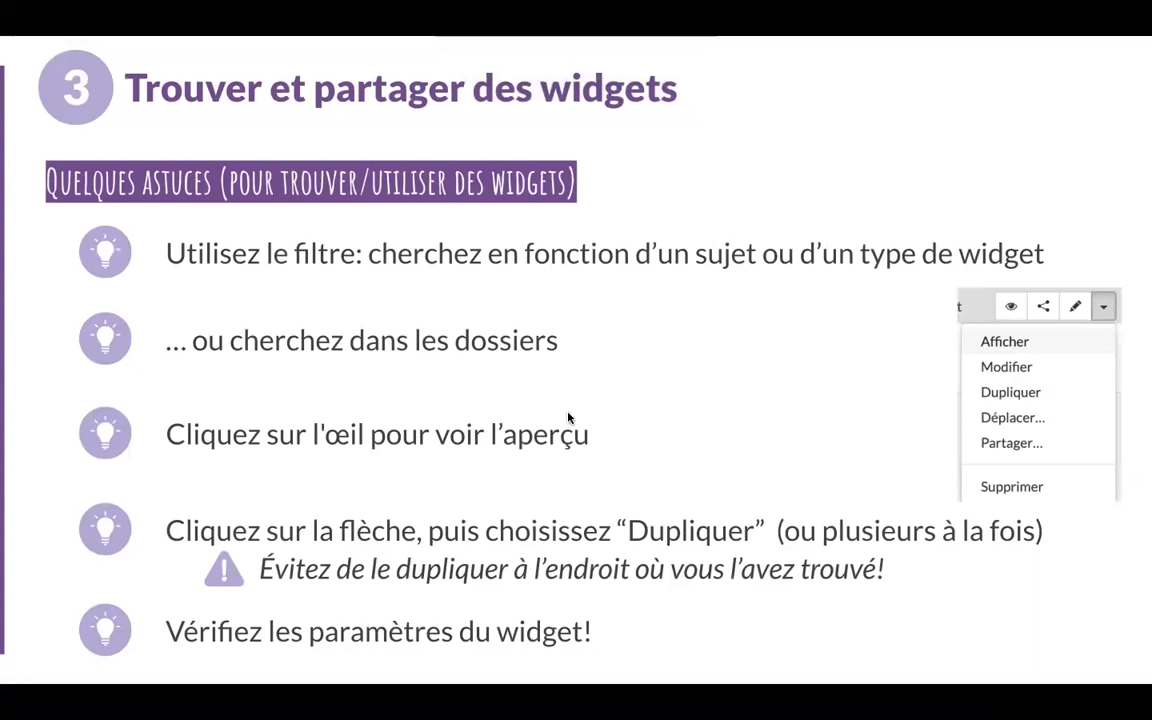 3 Trouver et partager des widgets
QUELQUES ASTUCES (POUR TROUVER/UTILISER DES WIDGETS)
Utilisez le filtre: cherchez en fonction d’un sujet ou d’un type de widget
... ou cherchez dans les dossiers
Cliquez sur l'œil pour voir l’aperçu
t
Afficher
Modifier
Dupliquer
Déplacer...
Partager...
Supprimer
Cliquez sur la flèche, puis choisissez “Dupliquer” (ou plusieurs à la fois)
Évitez de le dupliquer à l’endroit où vous l’avez trouvé!
Vérifiez les paramètres du widget!